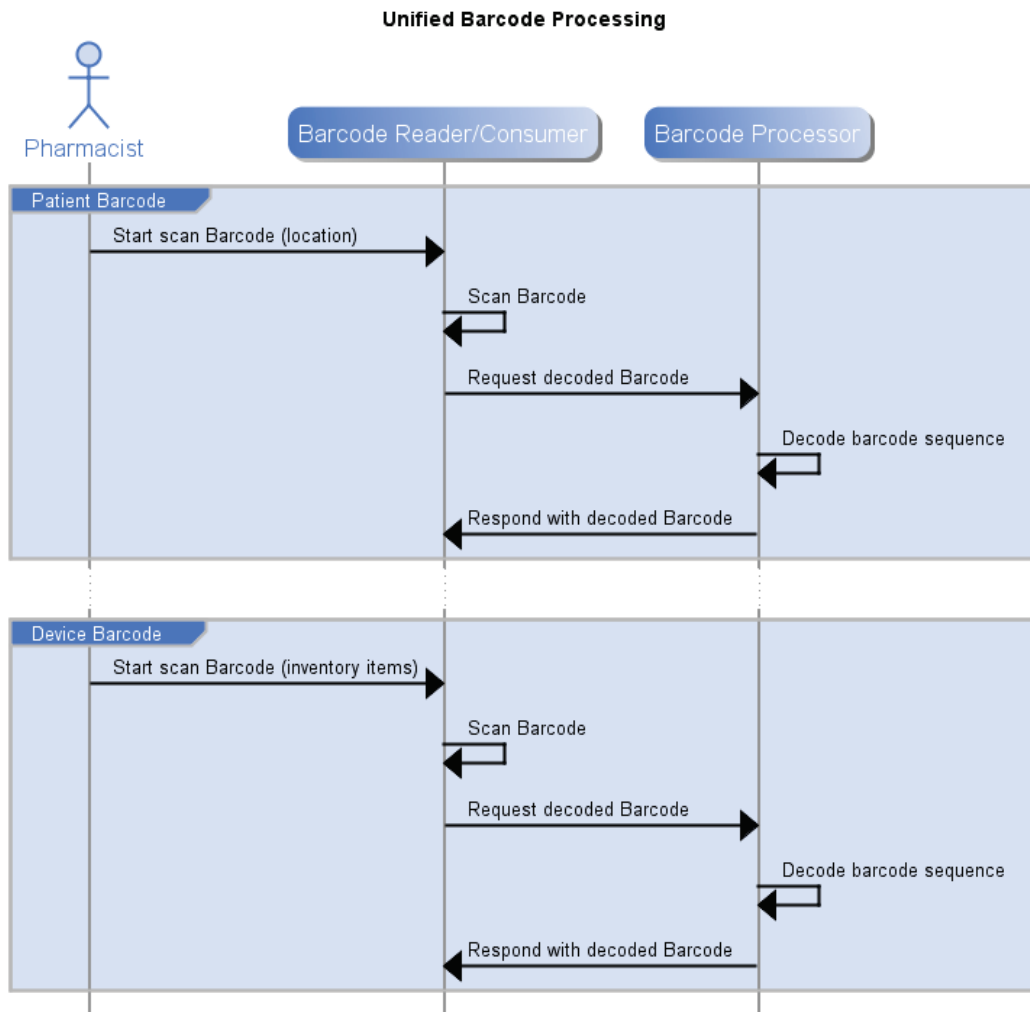 Unified Barcode Processing
Pharmacist
Barcode Reader/Consumer
Barcode Processor
Patient Barcode
Start scan Barcode (location)
Scan Barcode
Request decoded Barcode
Decode barcode sequence
Respond with decoded Barcode
Device Barcode
Start scan Barcode (inventory items)
Scan Barcode
Request decoded Barcode
Decode barcode sequence
Respond with decoded Barcode